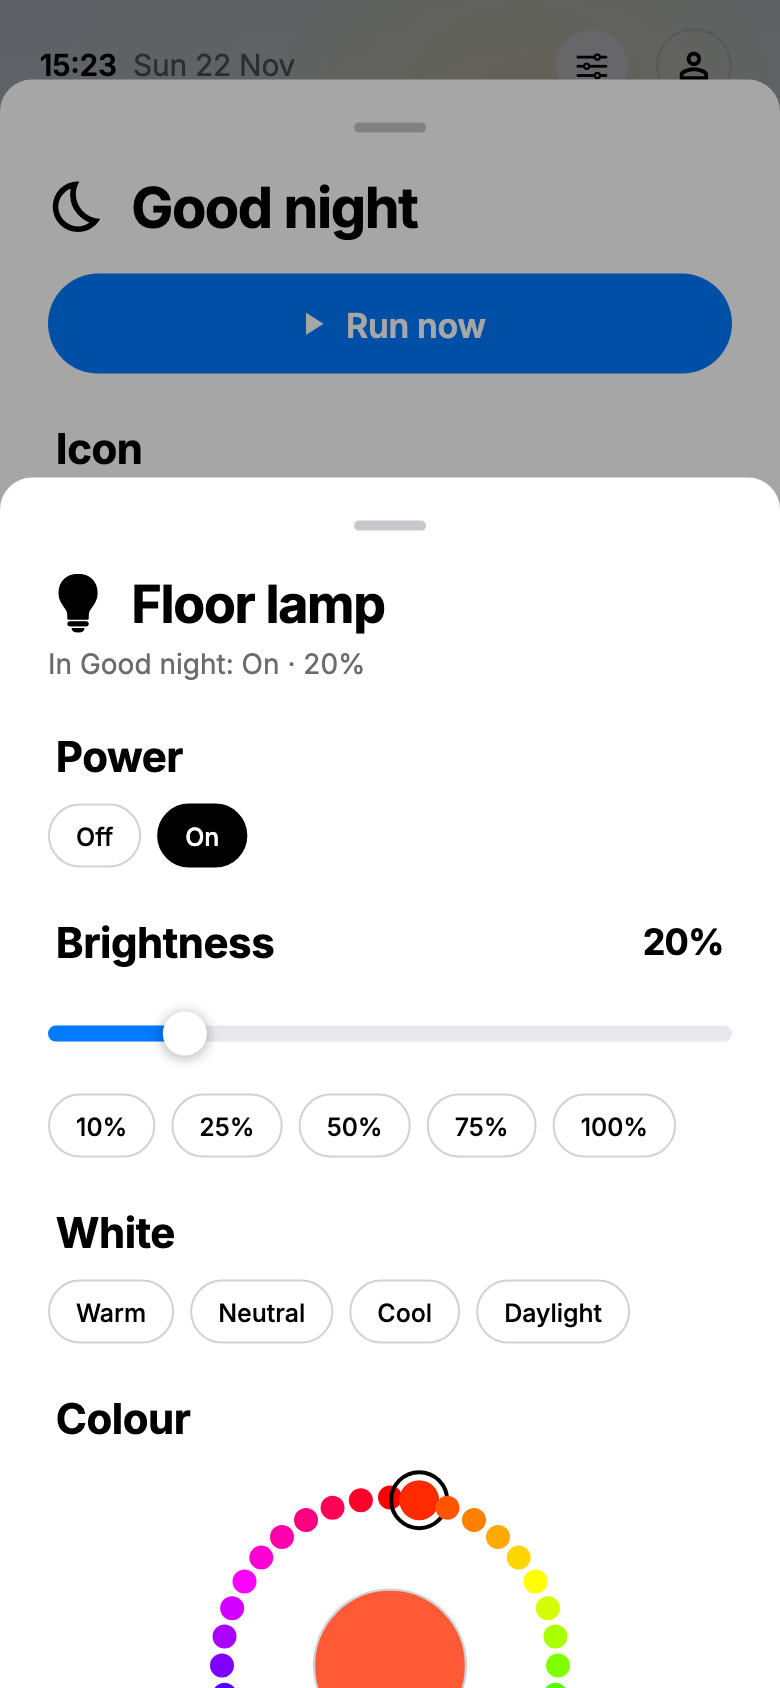 15:23 Sun 22 Nov
Good night
Run now
Icon
Floor lamp
In Good night: On · 20%
Power
Off On
Brightness 20%
10% 25% 50% 75% 100%
White
Warm Neutral Cool Daylight
Colour